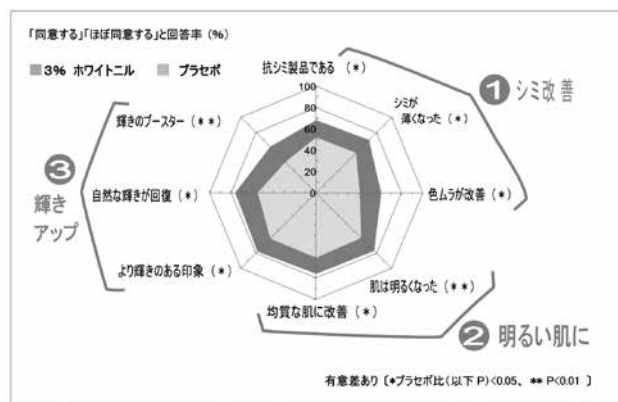 「同意する」「ほぼ同意する」と回答率 (%)
3% ホワイトニル
プラセボ
抗シミ製品である (*)
シミが
薄くなった (*)
色ムラが改善 (*)
肌は明るくなった (**)
均質な肌に改善 (*)
より輝きのある印象 (*)
自然な輝きが回復 (*)
輝きのブースター (**)
100
80
60
40
20
0
① シミ改善
② 明るい肌に
③
輝き
アップ
有意差あり [*プラセボ比(以下 P)<0.05、 ** P<0.01 ]